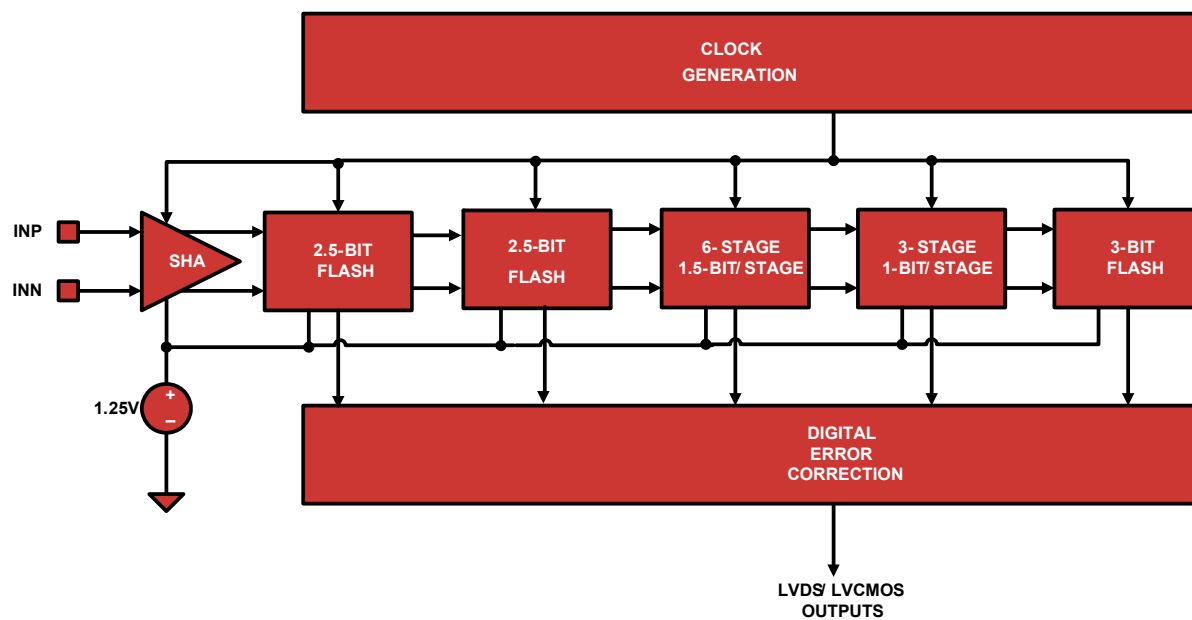 CLOCK
GENERATION
INP
INN
SHA
2.5-BIT
FLASH
2.5-BIT
FLASH
6- STAGE
1.5-BIT/ STAGE
3- STAGE
1-BIT/ STAGE
3-BIT
FLASH
1.25V
+
−
DIGITAL
ERROR
CORRECTION
LVDS/ LVCMOS
OUTPUTS